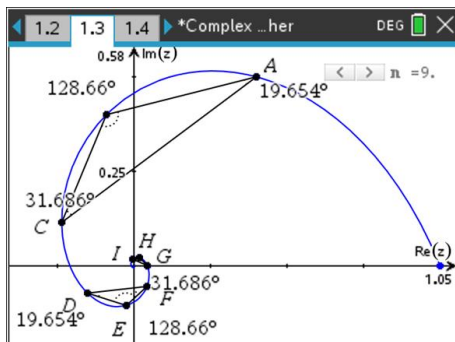 1.2 1.3 1.4 *Complex ...her DEG
0.58 Im(z)
A
< > n =9.
128.66° 19.654°
0.25
31.686°
C
I H G
Re(z)
31.686° 1.05
D F
19.654° E 128.66°